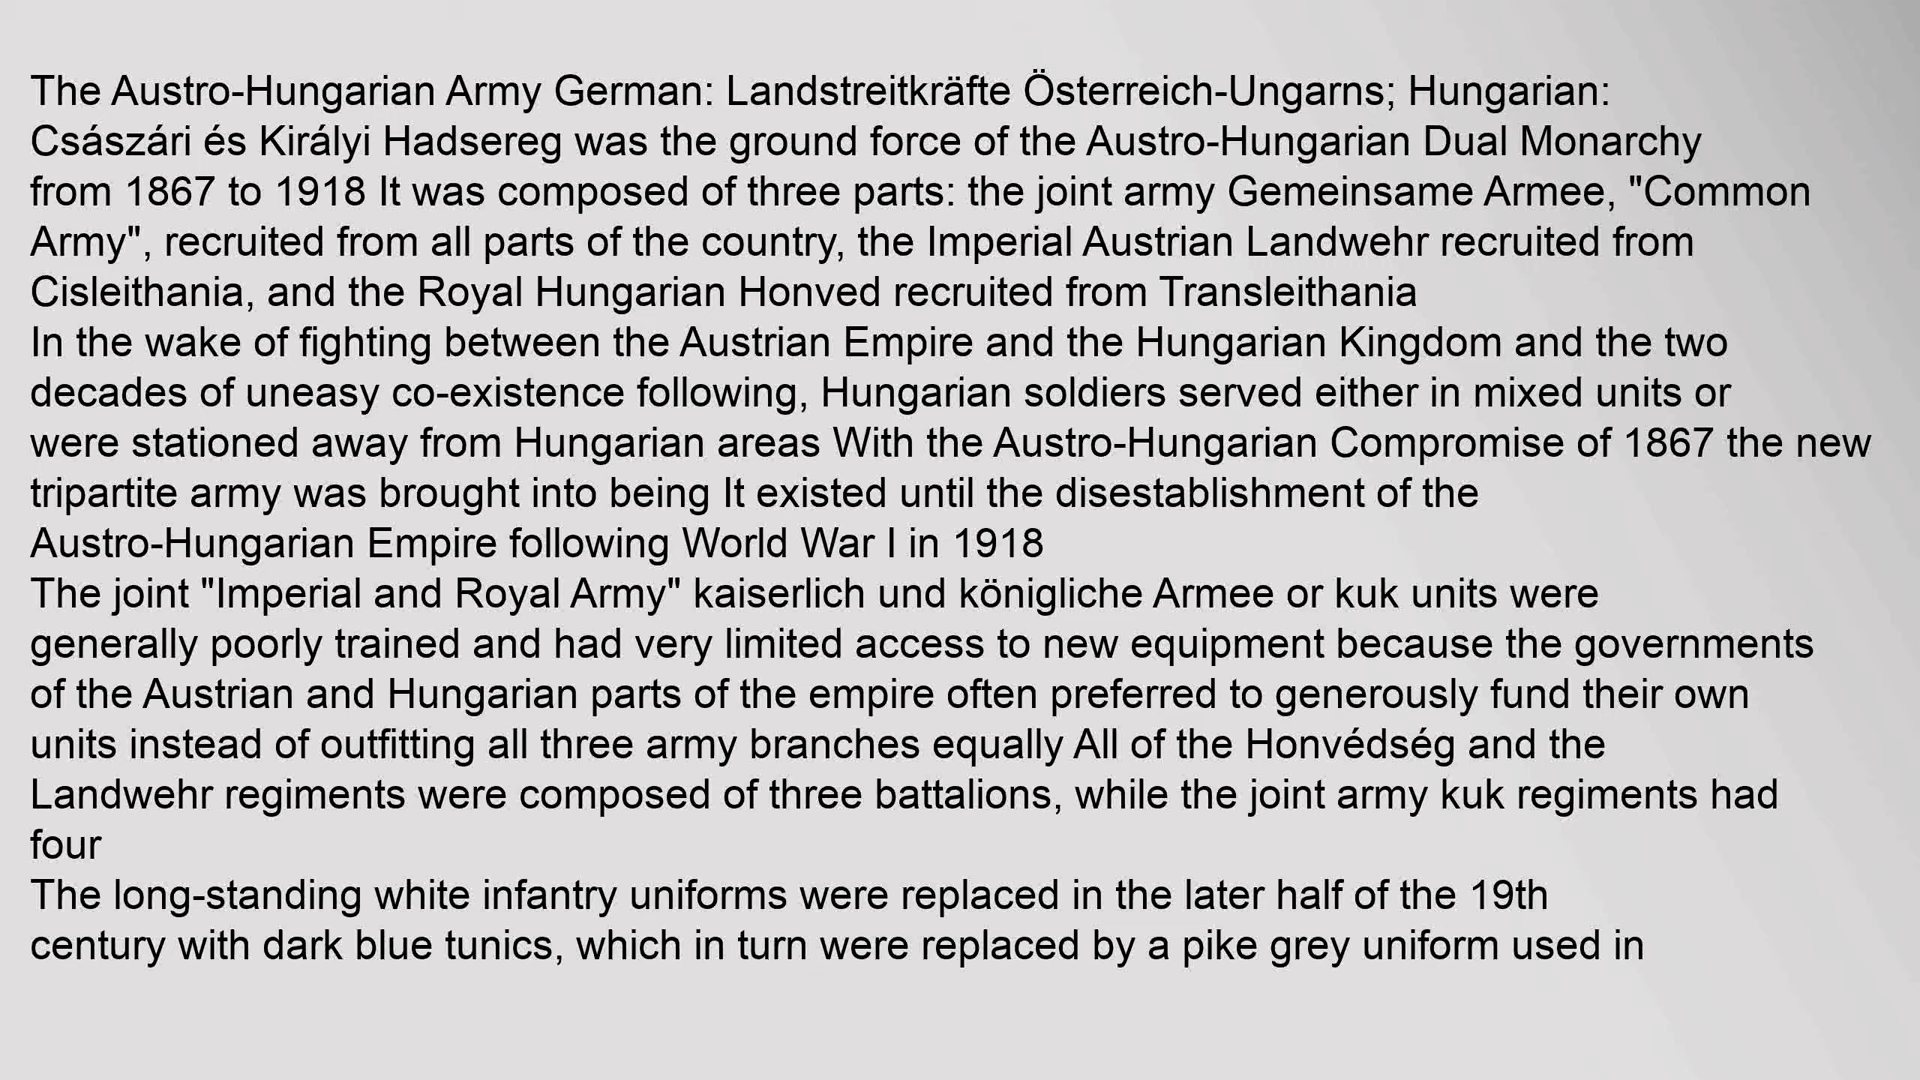 The Austro-Hungarian Army German: Landstreitkräfte Österreich-Ungarns; Hungarian:
Császári és Királyi Hadsereg was the ground force of the Austro-Hungarian Dual Monarchy
from 1867 to 1918 It was composed of three parts: the joint army Gemeinsame Armee, "Common
Army", recruited from all parts of the country, the Imperial Austrian Landwehr recruited from
Cisleithania, and the Royal Hungarian Honved recruited from Transleithania
In the wake of fighting between the Austrian Empire and the Hungarian Kingdom and the two
decades of uneasy co-existence following, Hungarian soldiers served either in mixed units or
were stationed away from Hungarian areas With the Austro-Hungarian Compromise of 1867 the new
tripartite army was brought into being It existed until the disestablishment of the
Austro-Hungarian Empire following World War I in 1918
The joint "Imperial and Royal Army" kaiserlich und königliche Armee or kuk units were
generally poorly trained and had very limited access to new equipment because the governments
of the Austrian and Hungarian parts of the empire often preferred to generously fund their own
units instead of outfitting all three army branches equally All of the Honvédség and the
Landwehr regiments were composed of three battalions, while the joint army kuk regiments had
four
The long-standing white infantry uniforms were replaced in the later half of the 19th
century with dark blue tunics, which in turn were replaced by a pike grey uniform used in